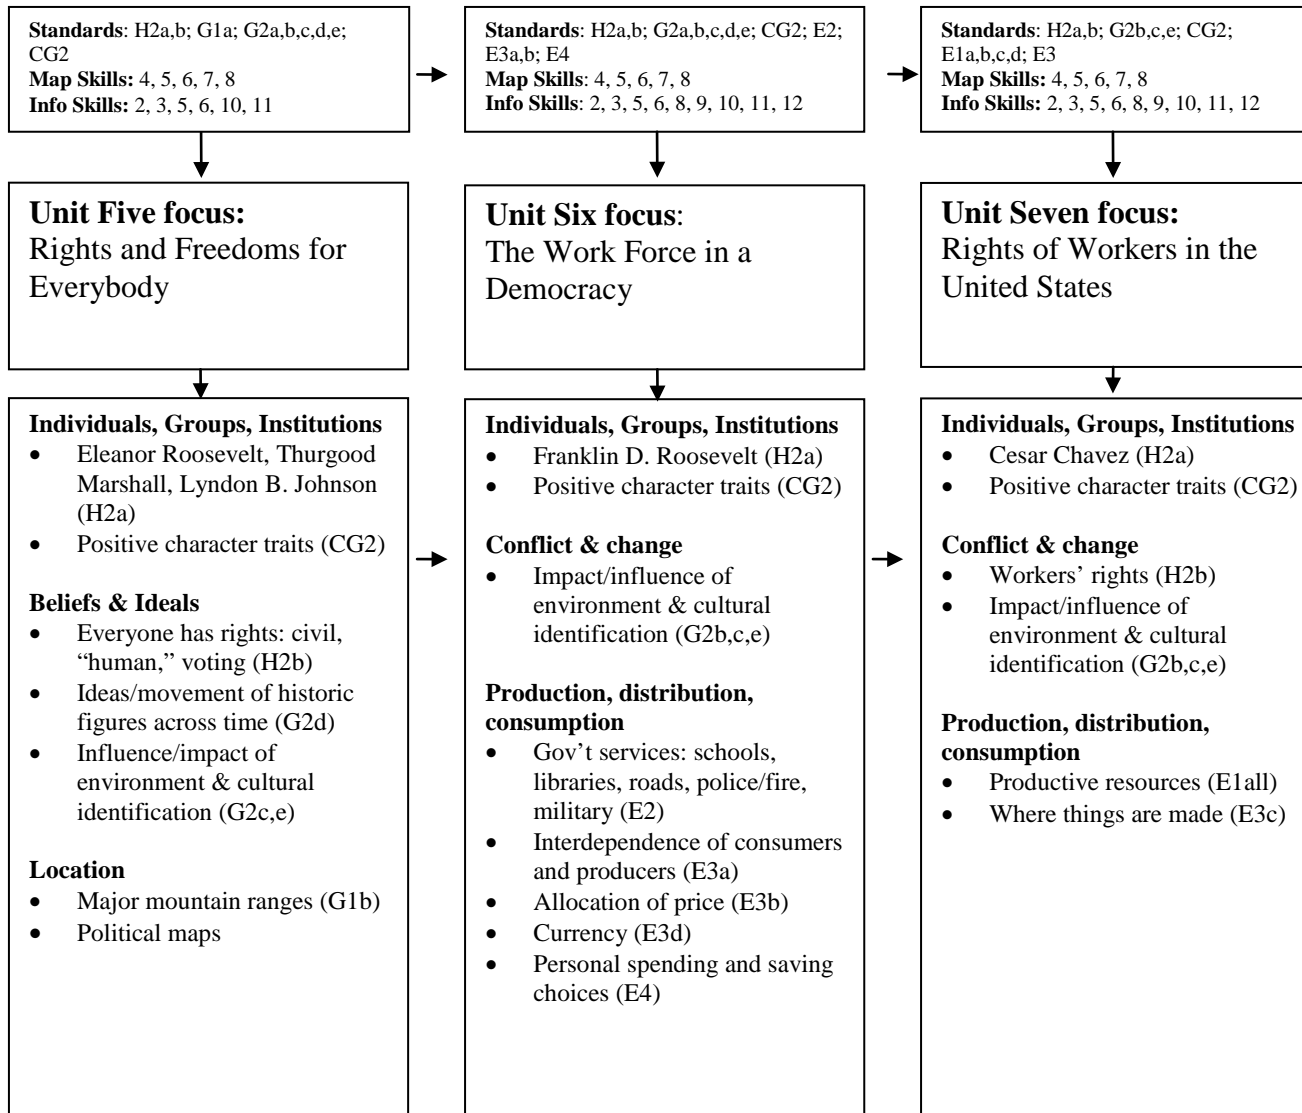 Standards: H2a,b; G1a; G2a,b,c,d,e;
CG2
Map Skills: 4, 5, 6, 7, 8
Info Skills: 2, 3, 5, 6, 10, 11
Standards: H2a,b; G2a,b,c,d,e; CG2; E2;
E3a,b; E4
Map Skills: 4, 5, 6, 7, 8
Info Skills: 2, 3, 5, 6, 8, 9, 10, 11, 12
Standards: H2a,b; G2b,c,e; CG2;
E1a,b,c,d; E3
Map Skills: 4, 5, 6, 7, 8
Info Skills: 2, 3, 5, 6, 8, 9, 10, 11, 12
Unit Five focus:
Rights and Freedoms for
Everybody
Unit Six focus:
The Work Force in a
Democracy
Unit Seven focus:
Rights of Workers in the
United States
Individuals, Groups, Institutions
• Eleanor Roosevelt, Thurgood
Marshall, Lyndon B. Johnson
(H2a)
• Positive character traits (CG2)
Beliefs & Ideals
• Everyone has rights: civil,
“human,” voting (H2b)
• Ideas/movement of historic
figures across time (G2d)
• Influence/impact of
environment & cultural
identification (G2c,e)
Location
• Major mountain ranges (G1b)
• Political maps
Individuals, Groups, Institutions
• Franklin D. Roosevelt (H2a)
• Positive character traits (CG2)
Conflict & change
• Impact/influence of
environment & cultural
identification (G2b,c,e)
Production, distribution,
consumption
• Gov’t services: schools,
libraries, roads, police/fire,
military (E2)
• Interdependence of consumers
and producers (E3a)
• Allocation of price (E3b)
• Currency (E3d)
• Personal spending and saving
choices (E4)
Individuals, Groups, Institutions
• Cesar Chavez (H2a)
• Positive character traits (CG2)
Conflict & change
• Workers’ rights (H2b)
• Impact/influence of
environment & cultural
identification (G2b,c,e)
Production, distribution,
consumption
• Productive resources (E1all)
• Where things are made (E3c)